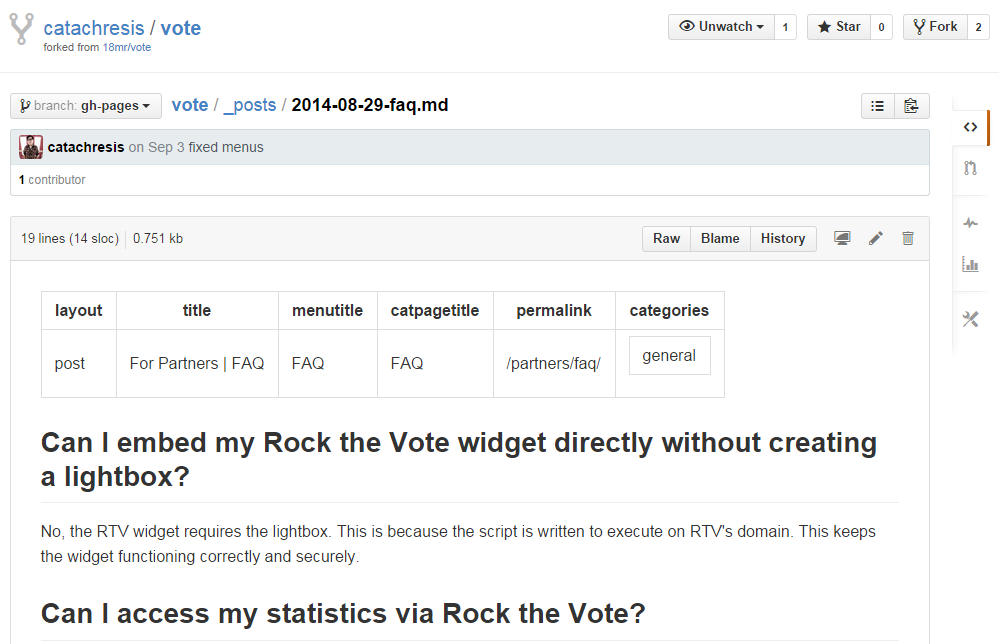 catachresis / vote
forked from 18mr/vote
Unwatch 1 Star 0 Fork 2
branch: gh-pages vote / _posts / 2014-08-29-faq.md
catachresis on Sep 3 fixed menus
1 contributor
19 lines (14 sloc) 0.751 kb Raw Blame History
layout title menutitle catpagetitle permalink categories
post For Partners | FAQ FAQ FAQ /partners/faq/ general
Can I embed my Rock the Vote widget directly without creating
a lightbox?
No, the RTV widget requires the lightbox. This is because the script is written to execute on RTV's domain. This keeps
the widget functioning correctly and securely.
Can I access my statistics via Rock the Vote?